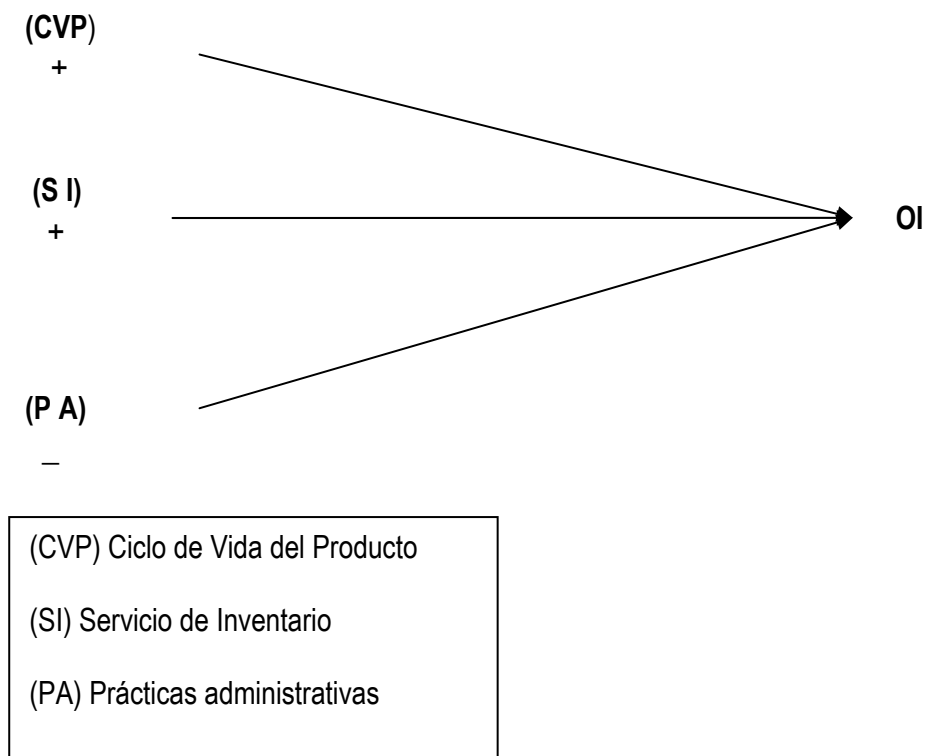 (CVP)
+
(S I)
+
OI
(P A)
–
(CVP) Ciclo de Vida del Producto
(SI) Servicio de Inventario
(PA) Prácticas administrativas